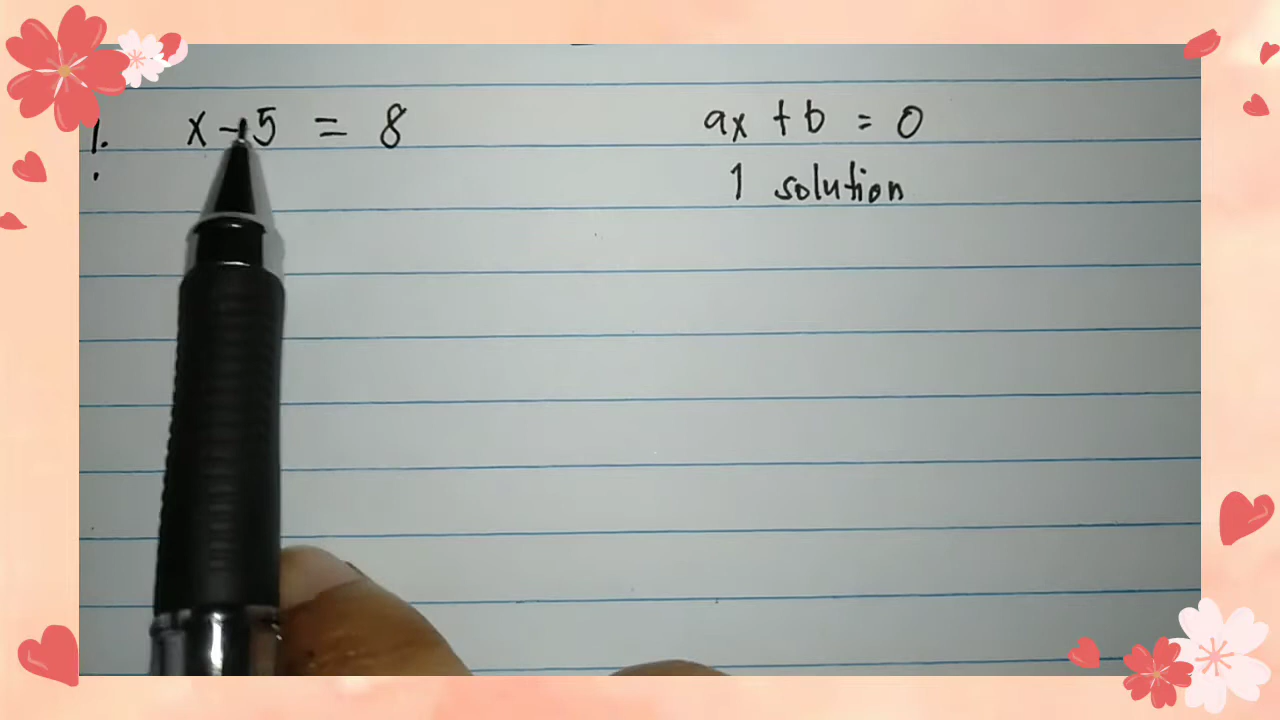 1. x - 5 = 8
ax + b = 0
1 solution